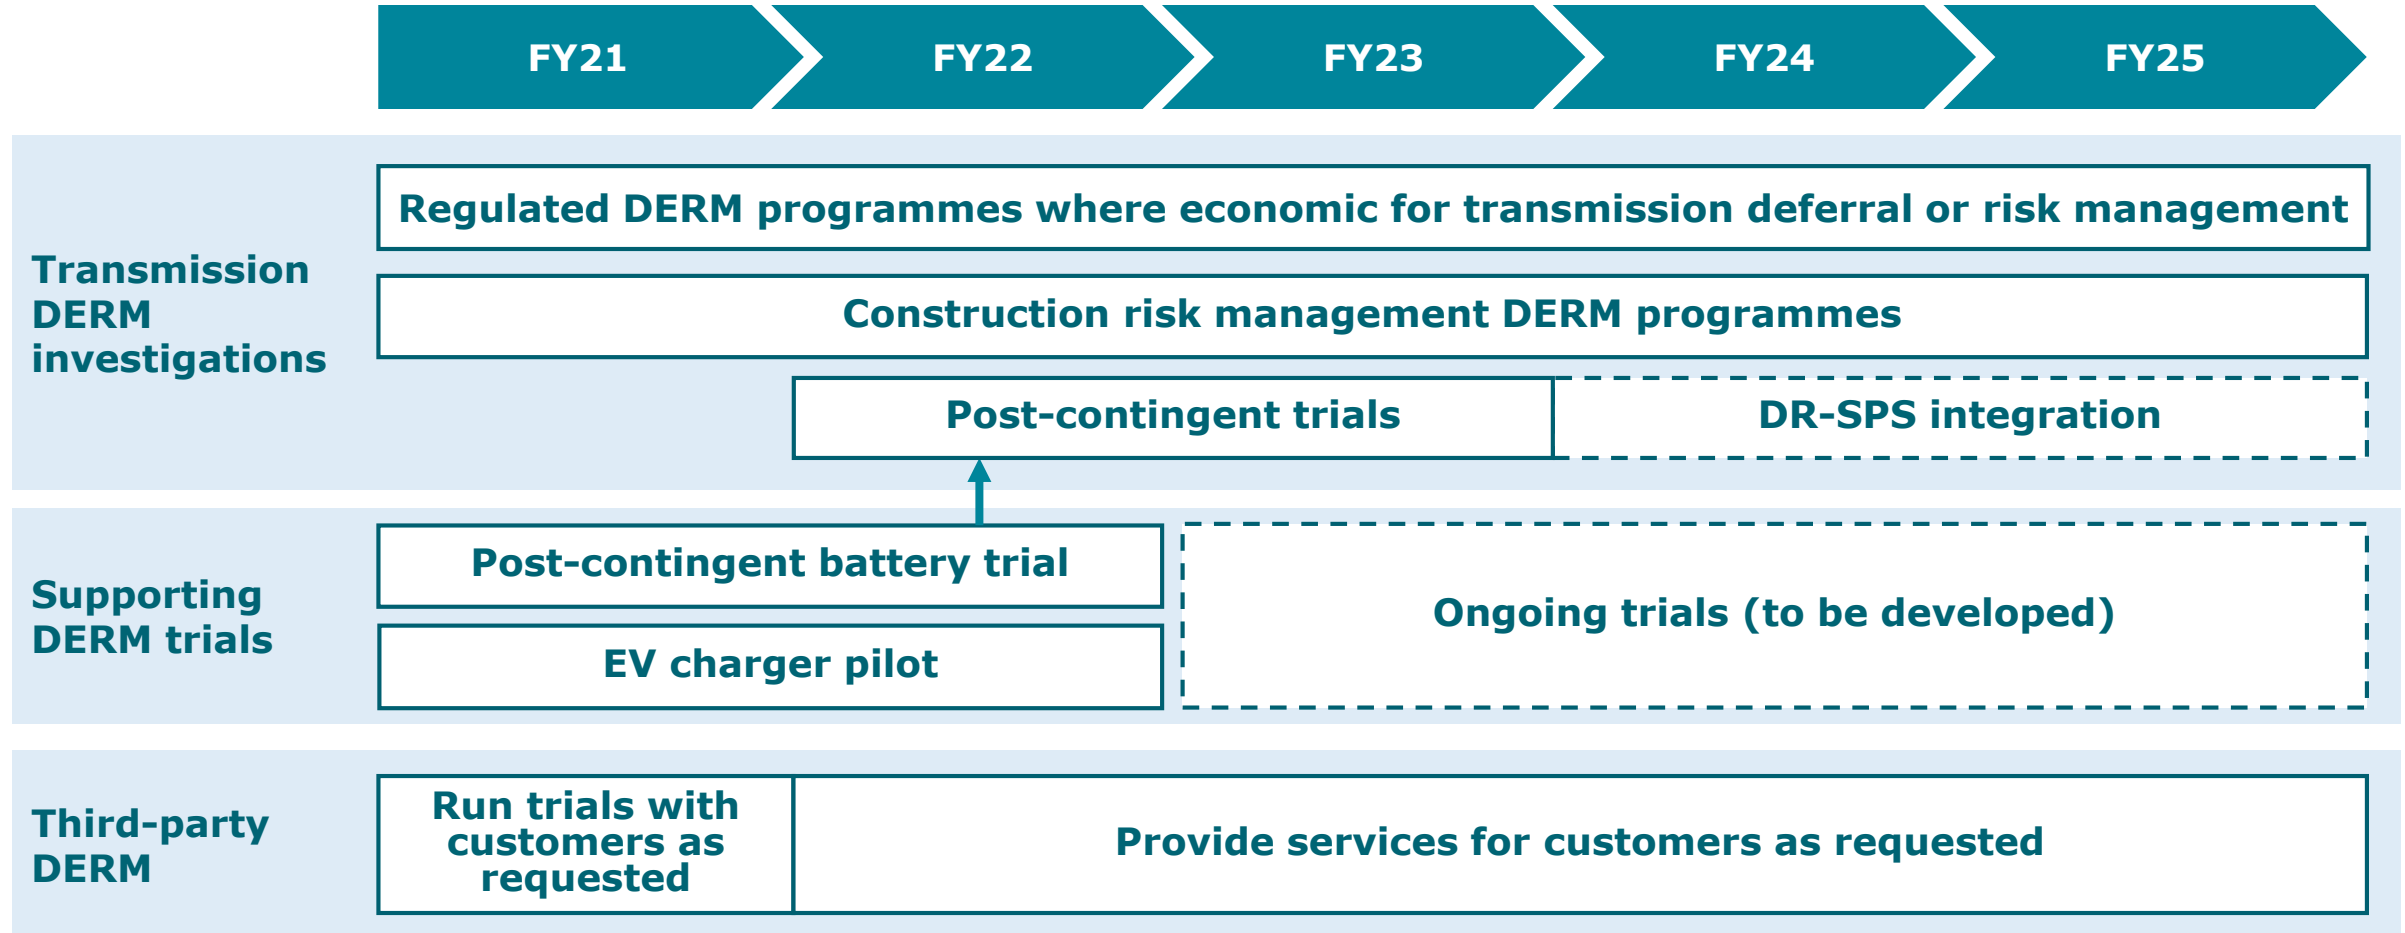 FY21 FY22 FY23 FY24 FY25
Transmission
DERM
investigations
Regulated DERM programmes where economic for transmission deferral or risk management
Construction risk management DERM programmes
Post-contingent trials
DR-SPS integration
Supporting
DERM trials
Post-contingent battery trial
EV charger pilot
Ongoing trials (to be developed)
Third-party
DERM
Run trials with
customers as
requested
Provide services for customers as requested